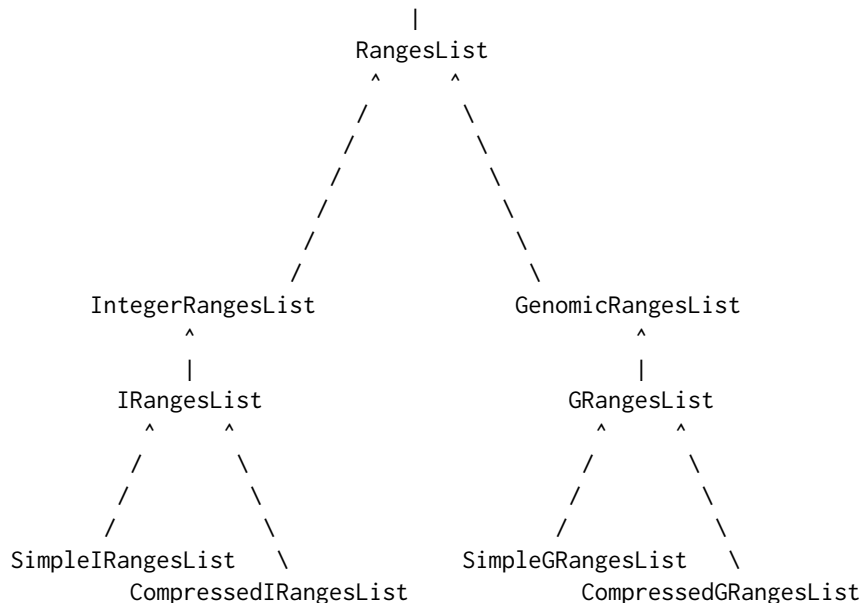 RangesList
IntegerRangesList GenomicRangesList
IRangesList GRangesList
SimpleIRangesList SimpleGRangesList
CompressedIRangesList CompressedGRangesList